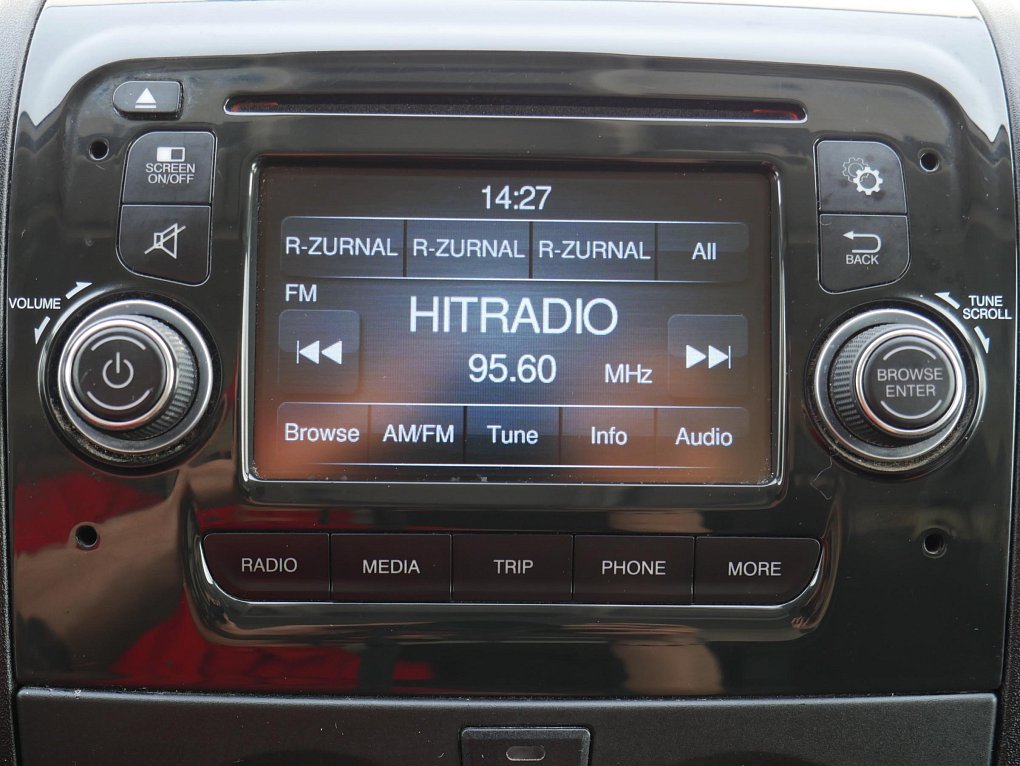 SCREEN
ON/OFF
14:27
R-ZURNAL R-ZURNAL R-ZURNAL All
BACK
VOLUME
FM
HITRADIO
TUNE
SCROLL
95.60 MHz
BROWSE
ENTER
Browse AM/FM Tune Info Audio
RADIO MEDIA TRIP PHONE MORE